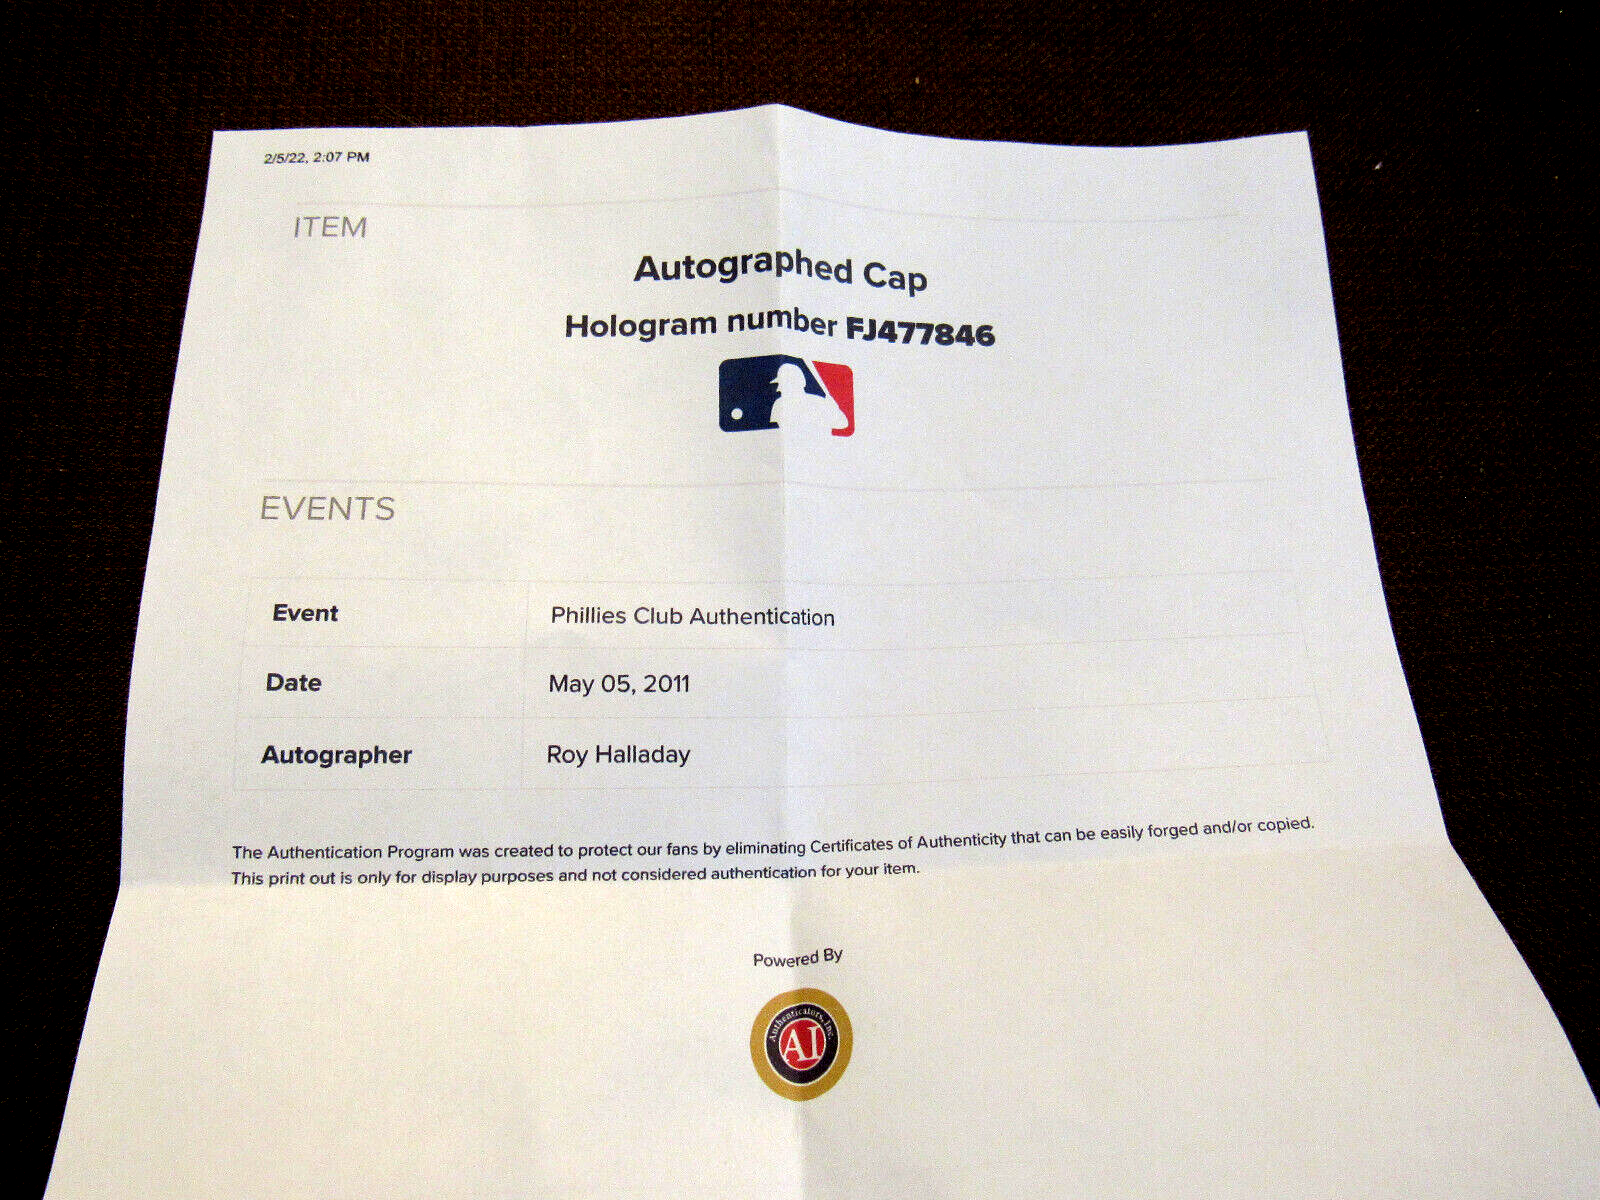 2/5/22, 2:07 PM
ITEM
Autographed Cap
Hologram number FJ477846
EVENTS
Event Phillies Club Authentication
Date May 05, 2011
Autographer Roy Halladay
The Authentication Program was created to protect our fans by eliminating Certificates of Authenticity that can be easily forged and/or copied.
This print out is only for display purposes and not considered authentication for your item.
Powered By
Authenticators, Inc.
AI